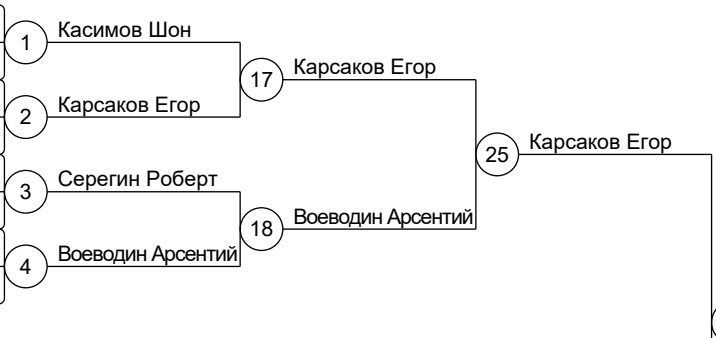 1
Касимов Шон
17
Карсаков Егор
2
Карсаков Егор
25
Карсаков Егор
3
Серегин Роберт
18
Воеводин Арсентий
4
Воеводин Арсентий